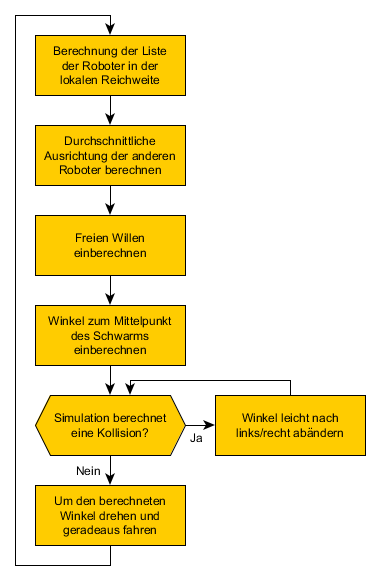 Berechnung der Liste
der Roboter in der
lokalen Reichweite
Durchschnittliche
Ausrichtung der anderen
Roboter berechnen
Freien Willen
einberechnen
Winkel zum Mittelpunkt
des Schwarms
einberechnen
Simulation berechnet
eine Kollision?
Ja
Winkel leicht nach
links/recht abändern
Nein
Um den berechneten
Winkel drehen und
geradeaus fahren